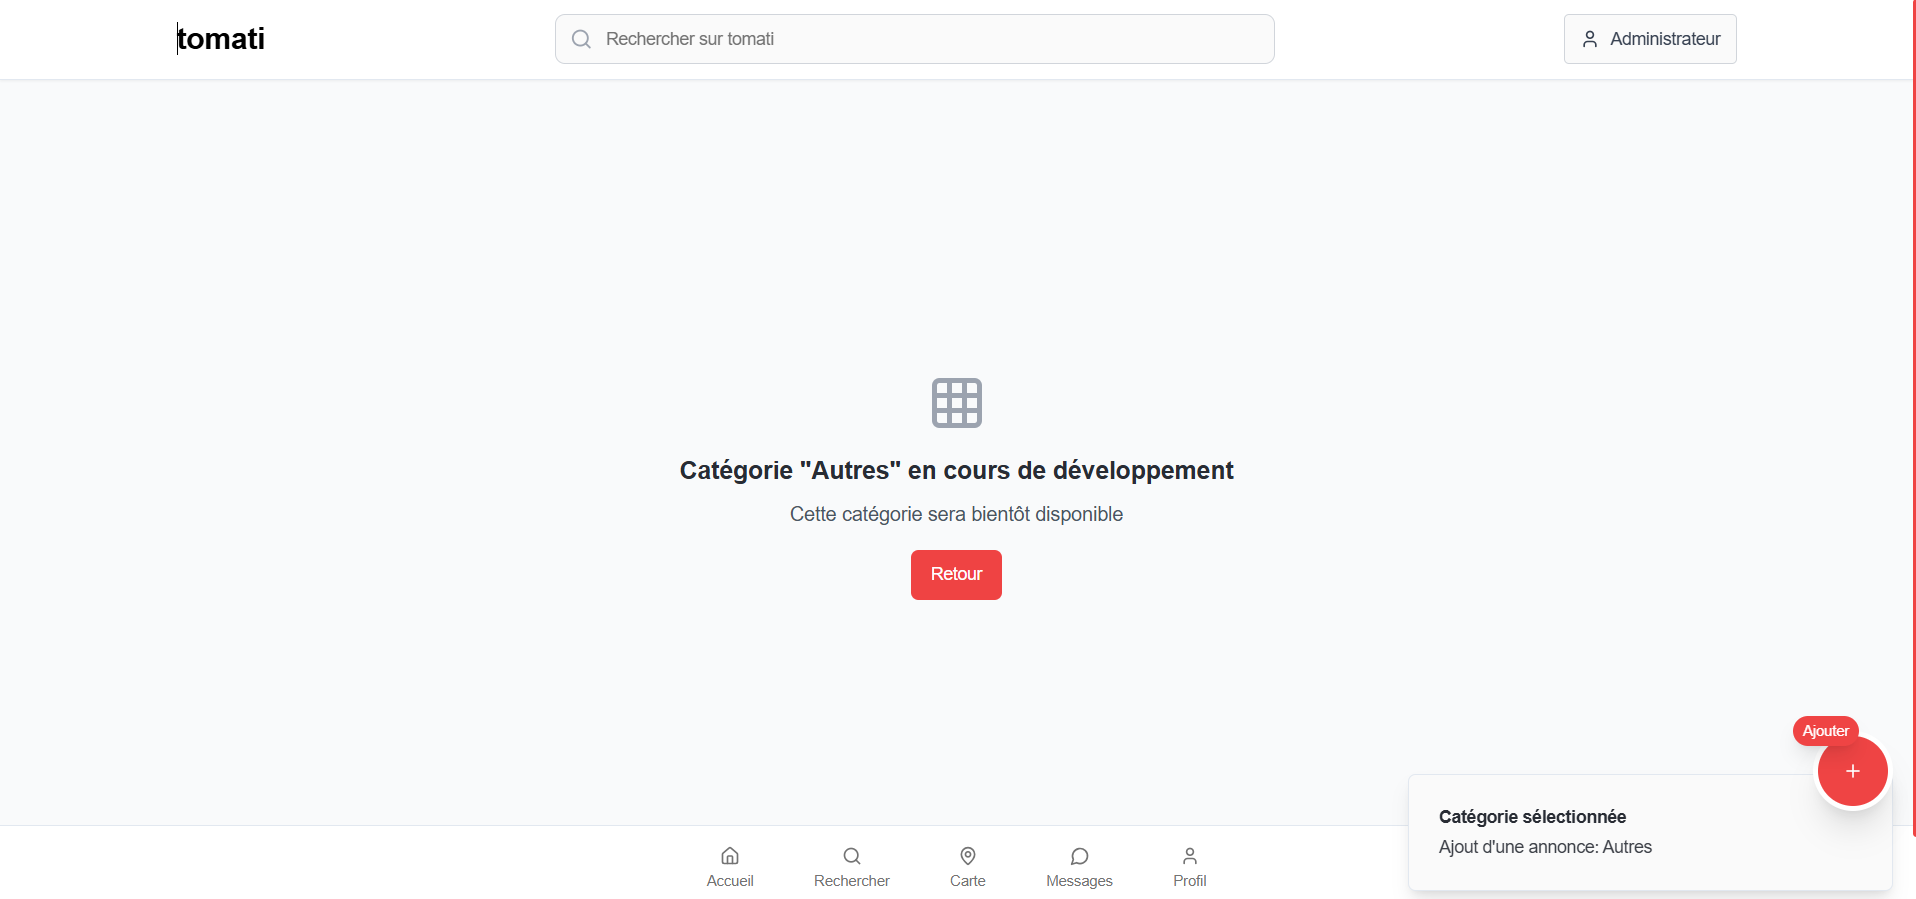 tomati
Rechercher sur tomati
Administrateur
Catégorie "Autres" en cours de développement
Cette catégorie sera bientôt disponible
Retour
Ajouter
Catégorie sélectionnée
Ajout d'une annonce: Autres
Accueil
Rechercher
Carte
Messages
Profil